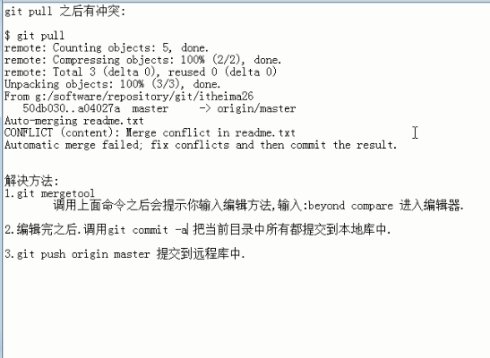 git pull 之后有冲突:
$ git pull
remote: Counting objects: 5, done.
remote: Compressing objects: 100% (2/2), done.
remote: Total 3 (delta 0), reused 0 (delta 0)
Unpacking objects: 100% (3/3), done.
From g:/software/repository/git/itheima26
50db030..a04027a  master     -> origin/master
Auto-merging readme.txt
CONFLICT (content): Merge conflict in readme.txt
Automatic merge failed; fix conflicts and then commit the result.
解决方法:
1.git mergetool
调用上面命令之后会提示你输入编辑方法,输入:beyond compare 进入编辑器.
2.编辑完之后.调用git commit -a 把当前目录中所有都提交到本地库中.
3.git push origin master 提交到远程库中.